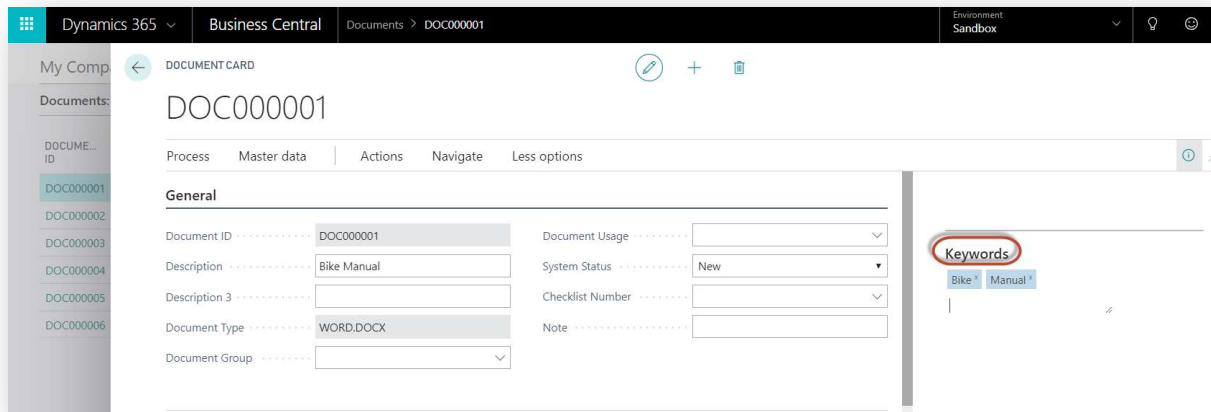 Dynamics 365 Business Central Documents > DOC000001 Environment Sandbox
My Comp DOCUMENT CARD
Documents:
DOC000001
DOCUME... ID
Process Master data Actions Navigate Less options
General
Document ID DOC000001 Document Usage
Description Bike Manual System Status New
Description 3 Checklist Number
Document Type WORD.DOCX Note
Document Group
DOC000001
DOC000002
DOC000003
DOC000004
DOC000005
DOC000006
Keywords
Bike x Manual x